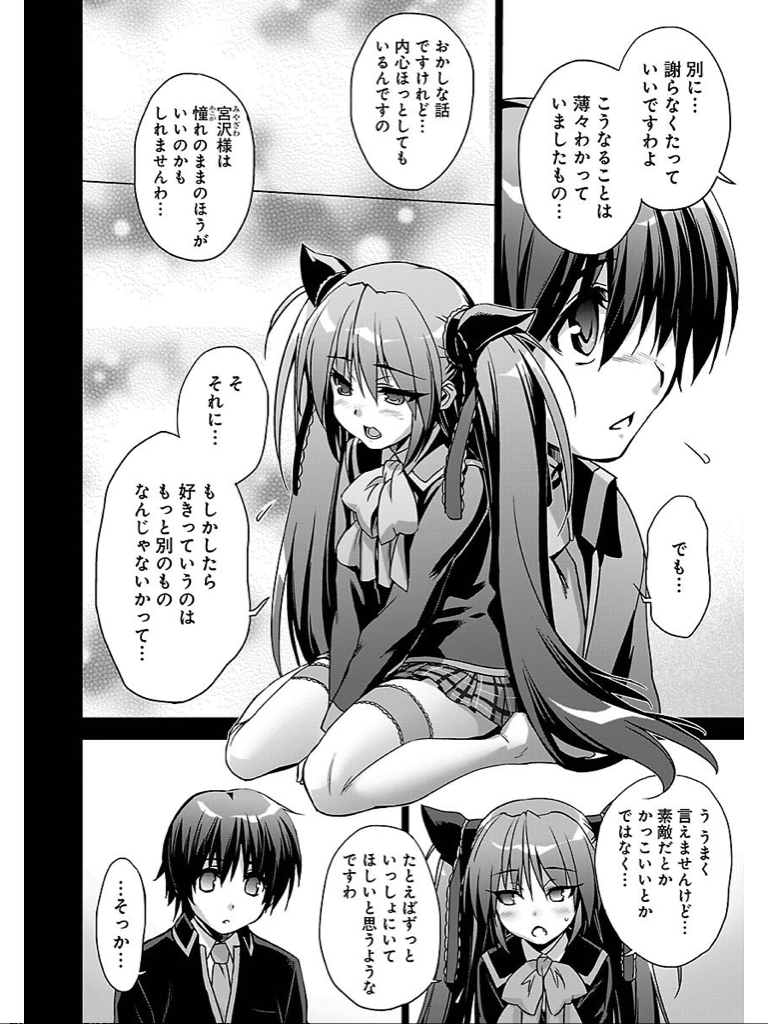 別に…
謝らなくたって
いいですわよ
こうなることは
薄々わかって
いましたもの…
でも…
おかしな話
ですけれど…
内心ほっとしても
いるんですの
宮沢様は
憧れのままのほうが
いいのかも
しれませんわ…
そ
それに…
もしかしたら
好きっていうのは
もっと別のもの
なんじゃないかって…
う うまく
言えませんけど…
素敵だとか
かっこいいとか
ではなく…
たとえばずっと
いっしょにいて
ほしいと思うような
ですわ
…そっか…